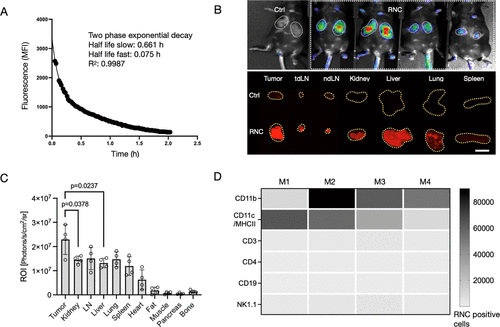 A
Fluorescence (MFI)
4000
3000
2000
1000
0
Two phase exponential decay
Half life slow: 0.661 h
Half life fast: 0.075 h
R²: 0.9987
0.0 0.5 1.0 1.5 2.0 2.5
Time (h)
B
Ctrl RNC
Tumor tdLN ndLN Kidney Liver Lung Spleen
Ctrl
RNC
C
ROI [Photons/s/cm²/sr]
4×10⁷
3×10⁷
2×10⁷
1×10⁷
0
p=0.0237
p=0.0378
Tumor Kidney LN Liver Lung Spleen Heart Fat Muscle Pancreas Bone
D
M1 M2 M3 M4
CD11b
CD11c
/MHCII
CD3
CD4
CD19
NK1.1
80000
60000
40000
20000
RNC positive
cells